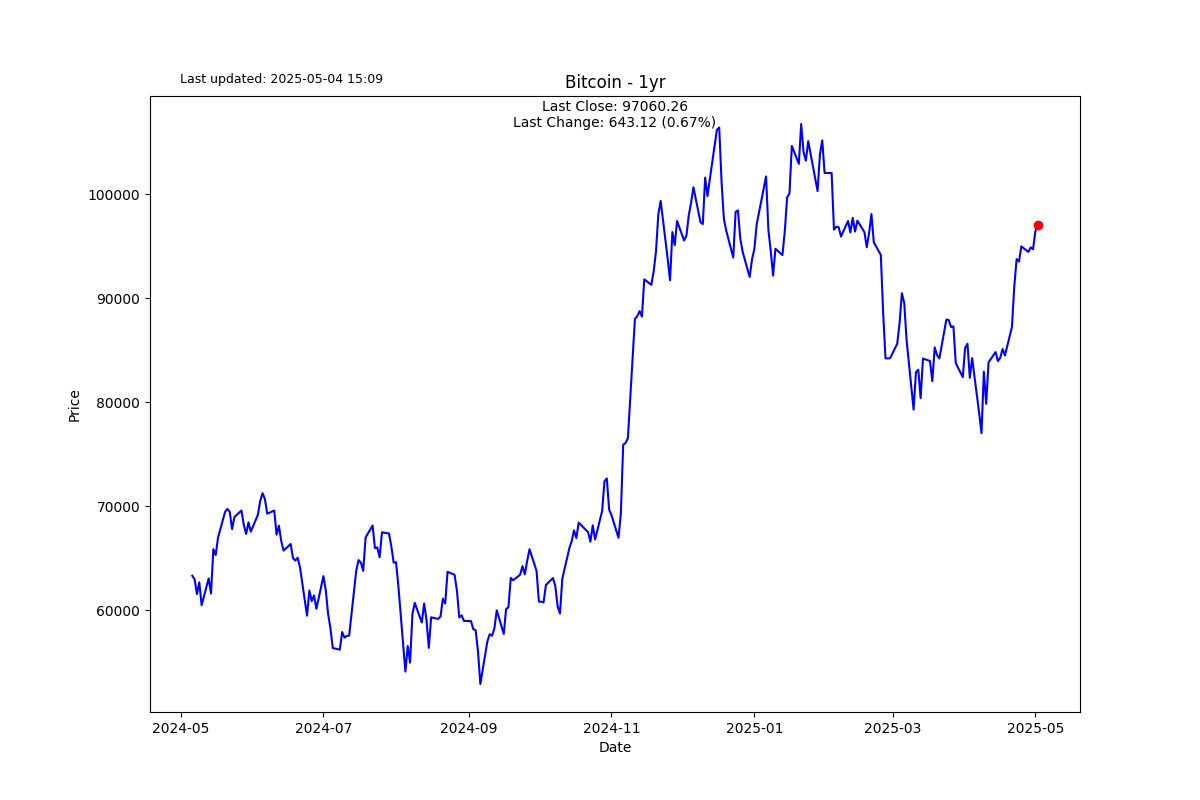 Last updated: 2025-05-04 15:09
Bitcoin - 1yr
Last Close: 97060.26
Last Change: 643.12 (0.67%)
100000
90000
80000
70000
60000
Price
2024-05
2024-07
2024-09
2024-11
2025-01
2025-03
2025-05
Date